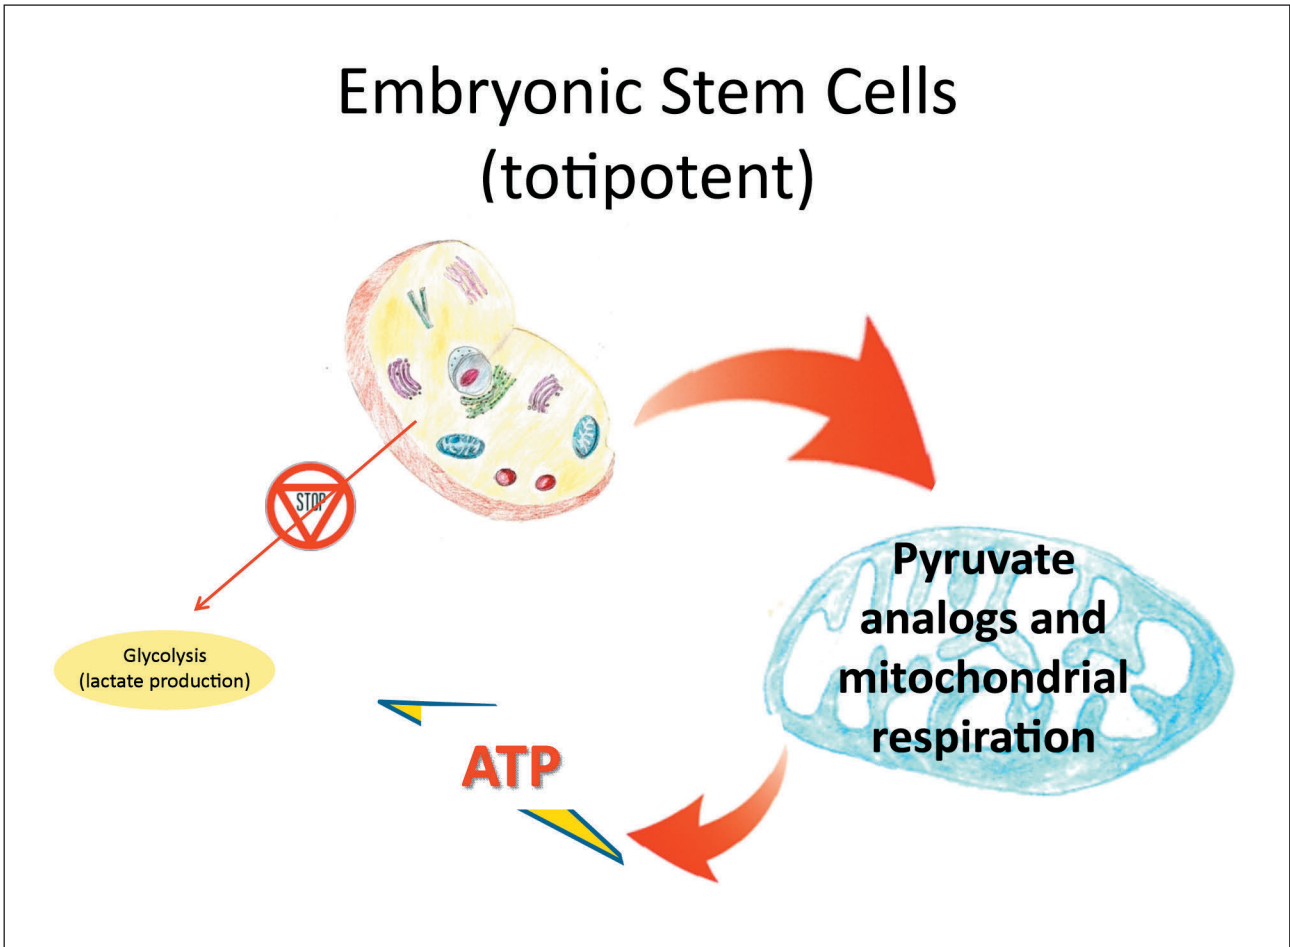 Embryonic Stem Cells
(totipotent)
STOP
Pyruvate
analogs and
mitochondrial
respiration
Glycolysis
(lactate production)
ATP